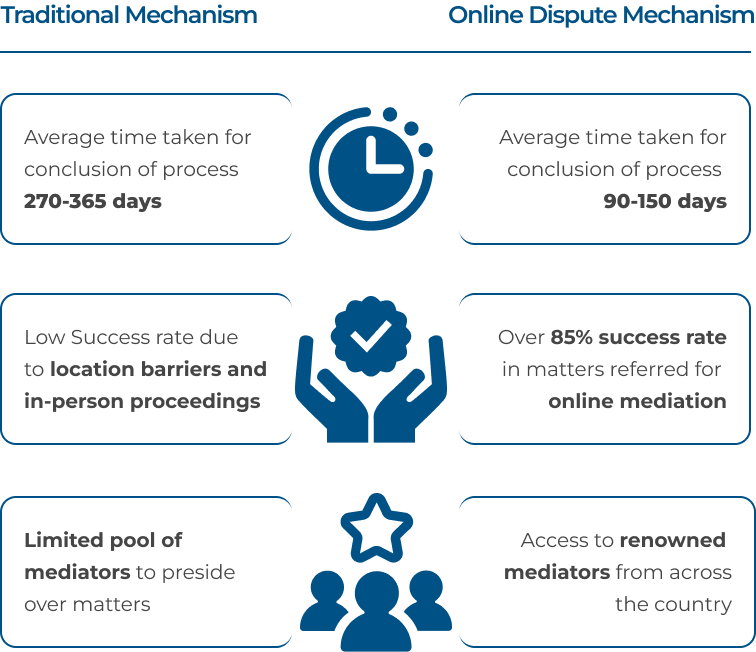 Traditional Mechanism
Online Dispute Mechanism
Average time taken for
conclusion of process
270-365 days
Average time taken for
conclusion of process
90-150 days
Low Success rate due
to location barriers and
in-person proceedings
Over 85% success rate
in matters referred for
online mediation
Limited pool of
mediators to preside
over matters
Access to renowned
mediators from across
the country